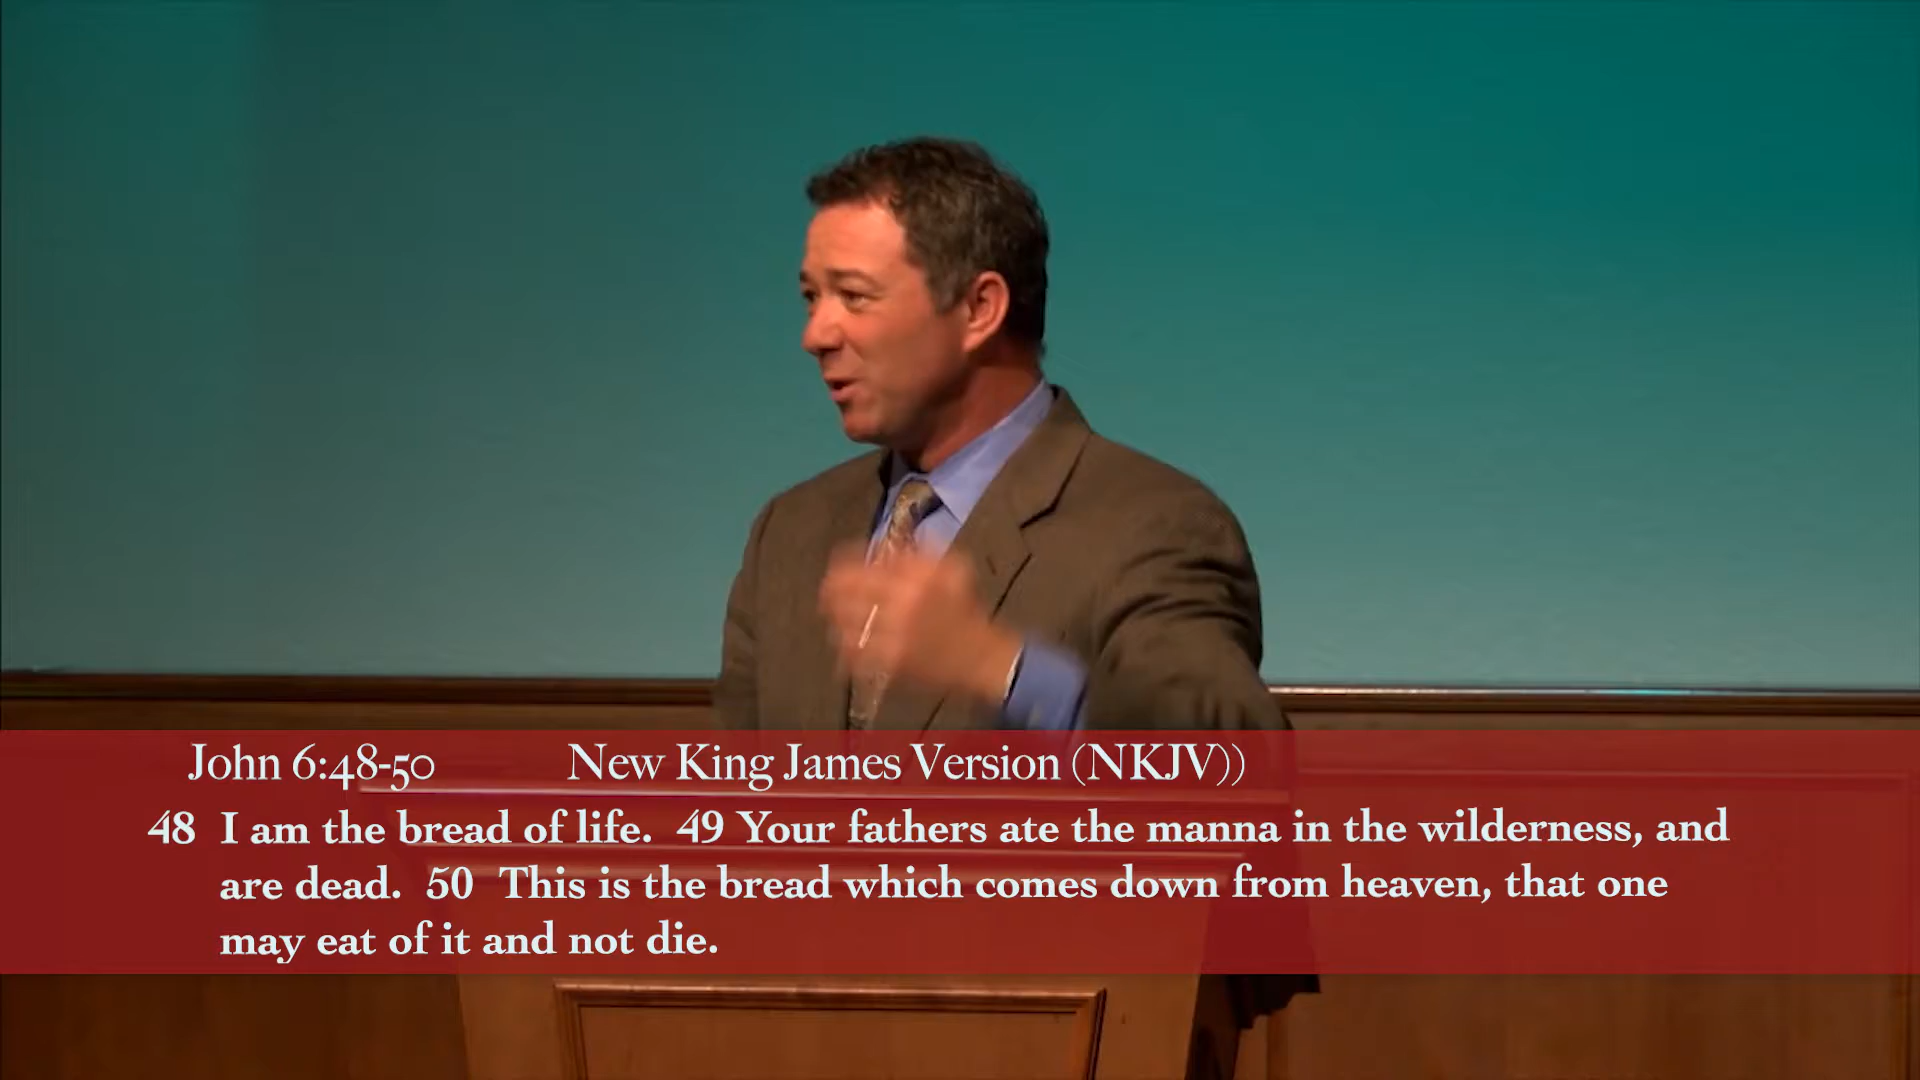 John 6:48-50 New King James Version (NKJV))
48 I am the bread of life. 49 Your fathers ate the manna in the wilderness, and
are dead. 50 This is the bread which comes down from heaven, that one
may eat of it and not die.